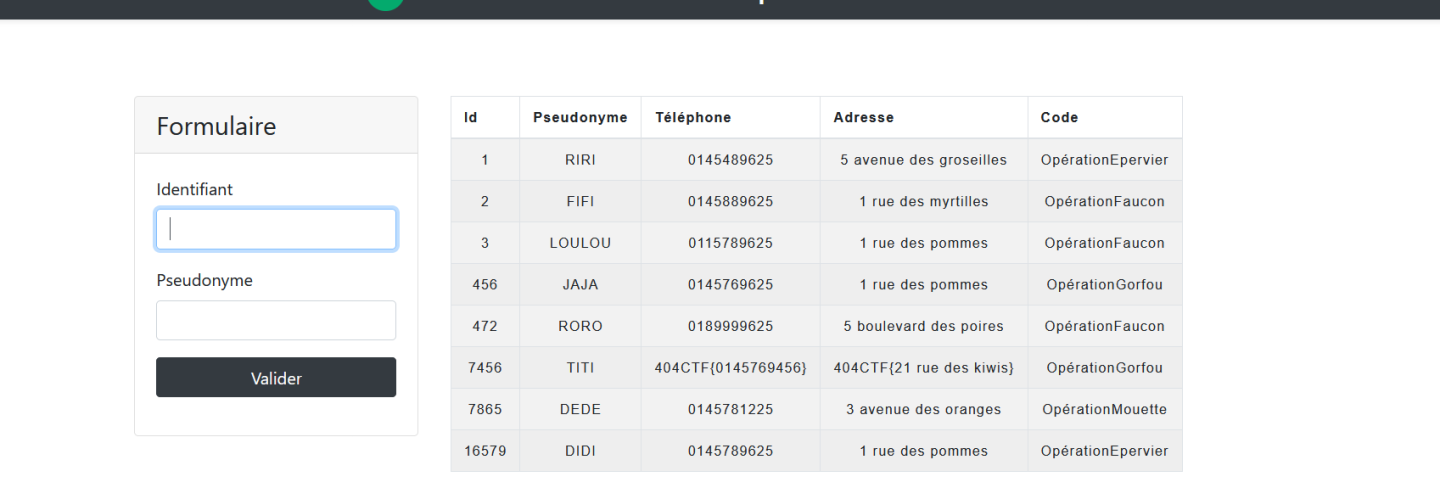 Formulaire
Identifiant
Pseudonyme
Valider
Id Pseudonyme Téléphone Adresse Code
1 RIRI 0145489625 5 avenue des groseilles OpérationEpervier
2 FIFI 0145889625 1 rue des myrtilles OpérationFaucon
3 LOULOU 0115789625 1 rue des pommes OpérationFaucon
456 JAJA 0145769625 1 rue des pommes OpérationGorfou
472 RORO 0189999625 5 boulevard des poires OpérationFaucon
7456 TITI 404CTF{0145769456} 404CTF{21 rue des kiwis} OpérationGorfou
7865 DEDE 0145781225 3 avenue des oranges OpérationMouette
16579 DIDI 0145789625 1 rue des pommes OpérationEpervier